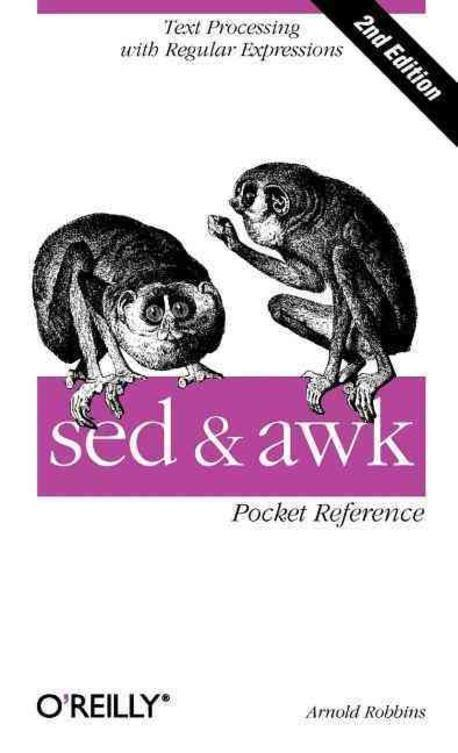 Text Processing
with Regular Expressions
2nd Edition
sed & awk
Pocket Reference
O'REILLY®
Arnold Robbins